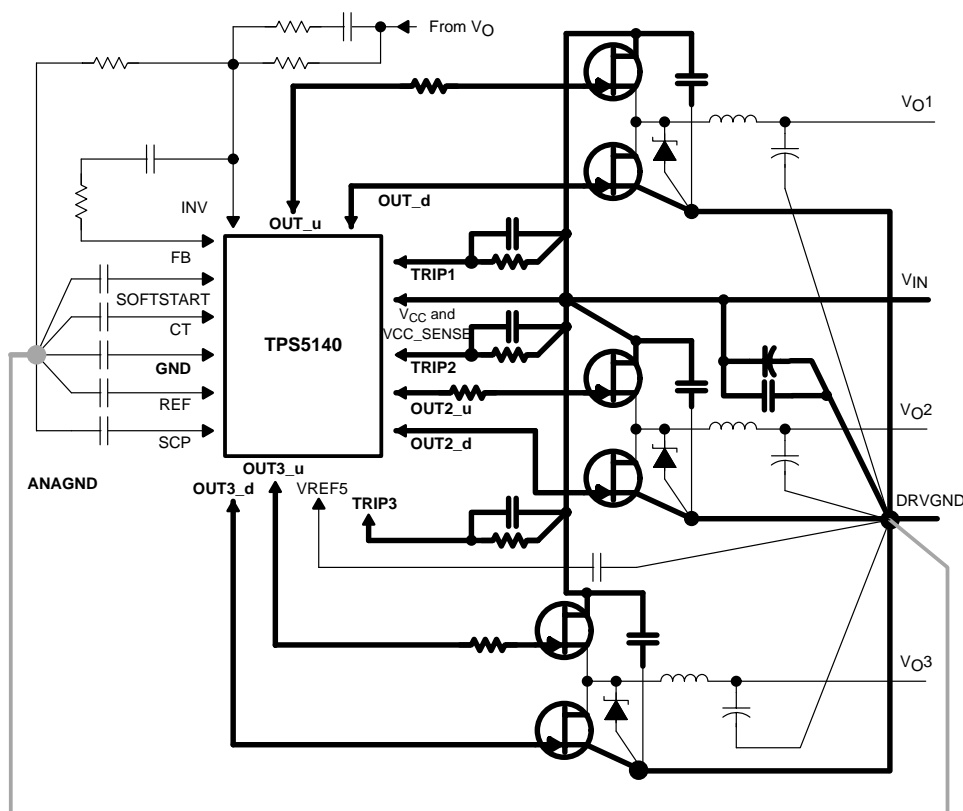 From VO
VO1
INV
OUT_u
OUT_d
FB
TRIP1
SOFTSTART
VIN
CT
VCC and
VCC_SENSE
TPS5140
GND
TRIP2
REF
OUT2_u
VO2
SCP
OUT2_d
ANAGND
OUT3_u
OUT3_d
VREF5
TRIP3
DRVGND
VO3